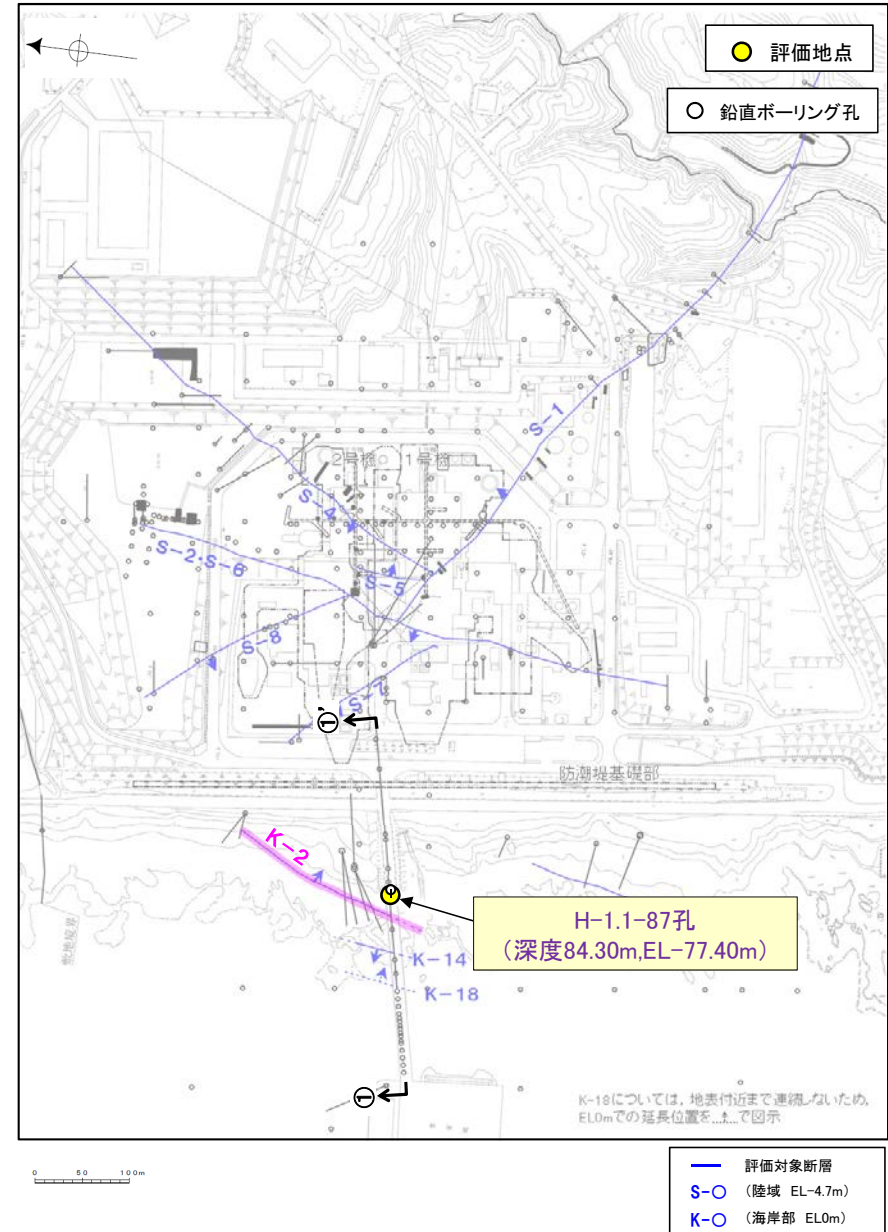 評価地点
鉛直ボーリング孔
S-1
2号機
1号機
S-4
S-2・S-6
S-5
S-8
S-7
①'
防潮堤基礎部
K-2
H-1.1-87孔
(深度84.30m,EL-77.40m)
K-14
K-18
①
K-18については、地表付近まで連続しないため、
EL0mでの延長位置を.....で図示
0 50 100m
評価対象断層
S-○ (陸域 EL-4.7m)
K-○ (海岸部 EL0m)